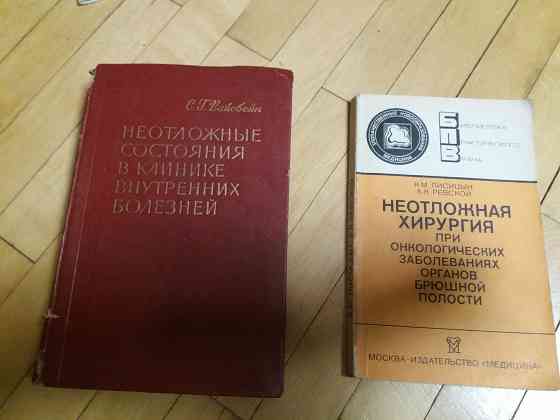 С.Г. Вайсбейн
НЕОТЛОЖНЫЕ
СОСТОЯНИЯ
В КЛИНИКЕ
ВНУТРЕННИХ
БОЛЕЗНЕЙ
БИБЛИОТЕКА
ПРАКТИЧЕСКОГО
ВРАЧА
К.М. ЛИСИЦЫН
А.К. РЕВСКОЙ
НЕОТЛОЖНАЯ
ХИРУРГИЯ
ПРИ
ОНКОЛОГИЧЕСКИХ
ЗАБОЛЕВАНИЯХ
ОРГАНОВ
БРЮШНОЙ
ПОЛОСТИ
МОСКВА·ИЗДАТЕЛЬСТВО «МЕДИЦИНА»